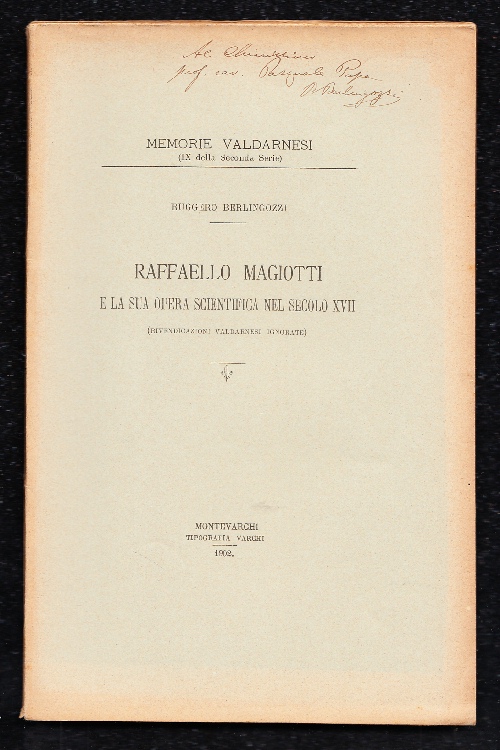 Al Chiarissimo
prof. cav. Pasquale Papa
R. Berlingozzi
MEMORIE VALDARNESI
(IX della Seconda Serie)
RUGGERO BERLINGOZZI
RAFFAELLO MAGIOTTI
E LA SUA OPERA SCIENTIFICA NEL SECOLO XVII
(RIVENDICAZIONI VALDARNESI IGNORATE)
MONTEVARCHI
TIPOGRAFIA VARCHI
1902.